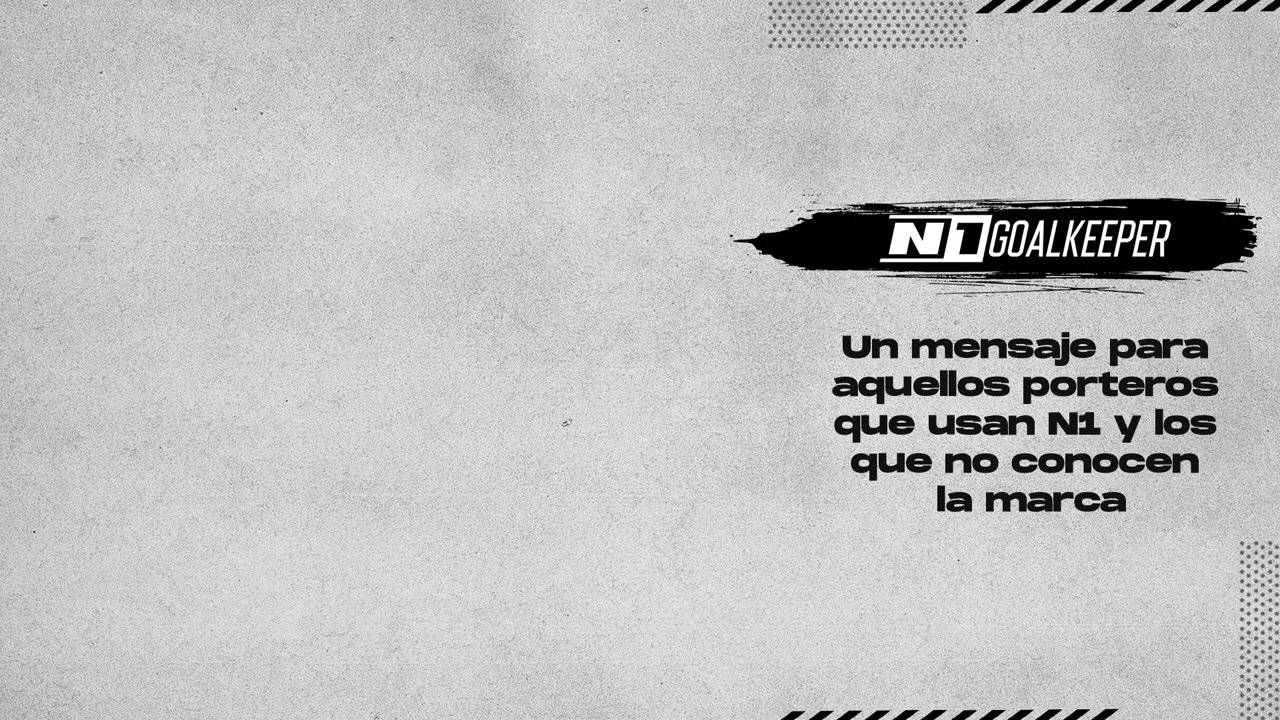 N1 GOALKEEPER
Un mensaje para
aquellos porteros
que usan N1 y los
que no conocen
la marca